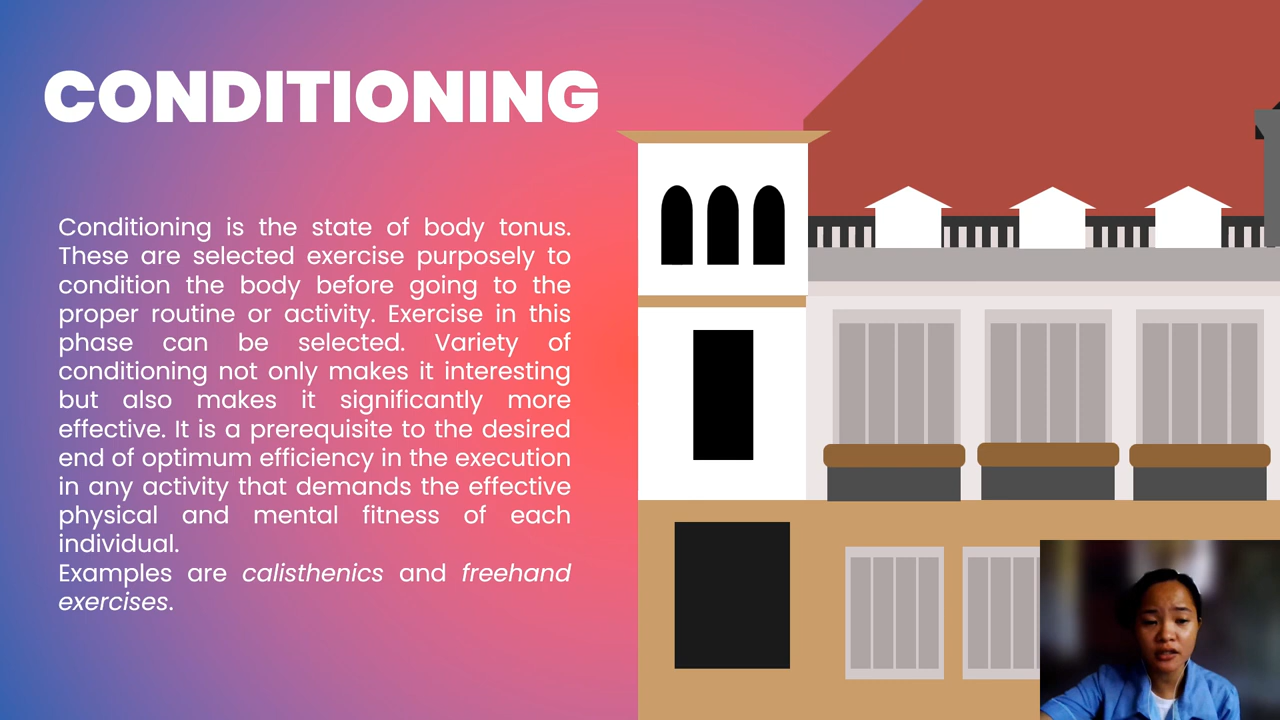 CONDITIONING
Conditioning is the state of body tonus.
These are selected exercise purposely to
condition the body before going to the
proper routine or activity. Exercise in this
phase can be selected. Variety of
conditioning not only makes it interesting
but also makes it significantly more
effective. It is a prerequisite to the desired
end of optimum efficiency in the execution
in any activity that demands the effective
physical and mental fitness of each
individual.
Examples are calisthenics and freehand
exercises.